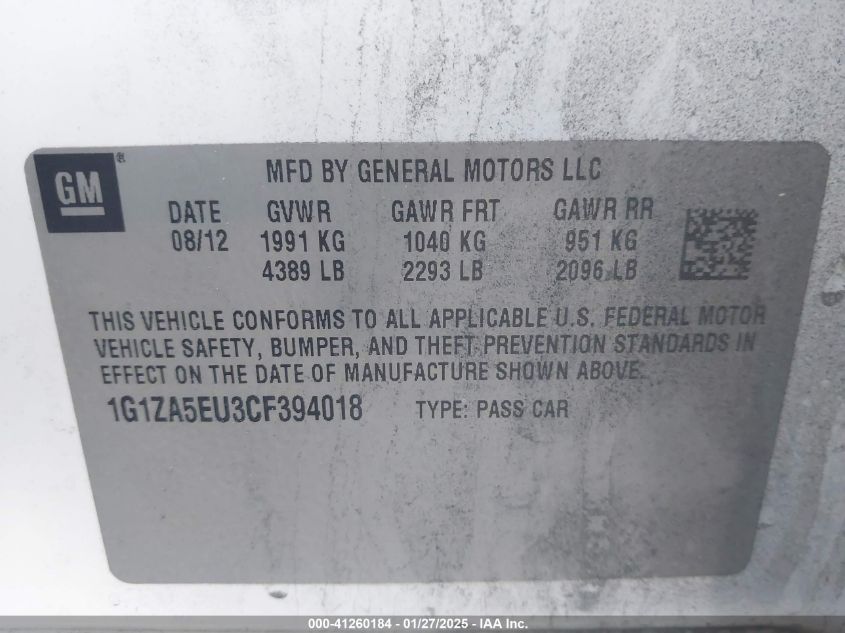 GM®
MFD BY GENERAL MOTORS LLC
DATE GVWR GAWR FRT GAWR RR
08/12 1991 KG 1040 KG 951 KG
4389 LB 2293 LB 2096 LB
THIS VEHICLE CONFORMS TO ALL APPLICABLE U.S. FEDERAL MOTOR
VEHICLE SAFETY, BUMPER, AND THEFT PREVENTION STANDARDS IN
EFFECT ON THE DATE OF MANUFACTURE SHOWN ABOVE.
1G1ZA5EU3CF394018 TYPE: PASS CAR
000-41260184 - 01/27/2025 - IAA Inc.